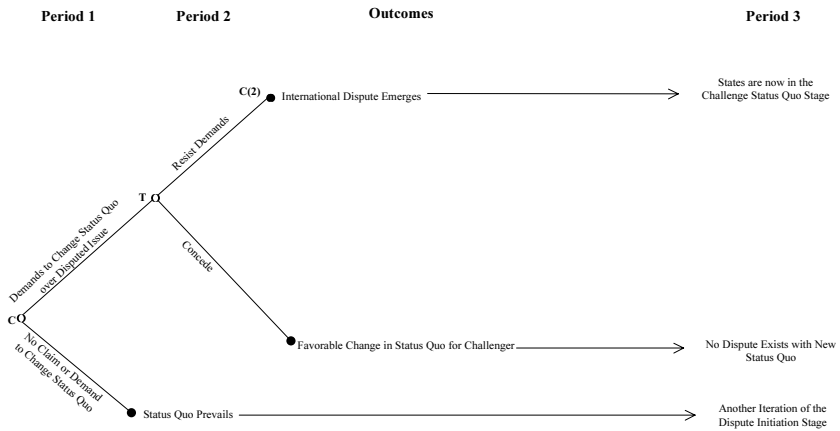 Period 1
Period 2
Outcomes
Period 3
C(2)
International Dispute Emerges
States are now in the
Challenge Status Quo Stage
Resist Demands
T
Demands to Change Status Quo
over Disputed Issue
Concede
C
No Claim or Demand
to Change Status Quo
Favorable Change in Status Quo for Challenger
No Dispute Exists with New
Status Quo
Status Quo Prevails
Another Iteration of the
Dispute Initiation Stage